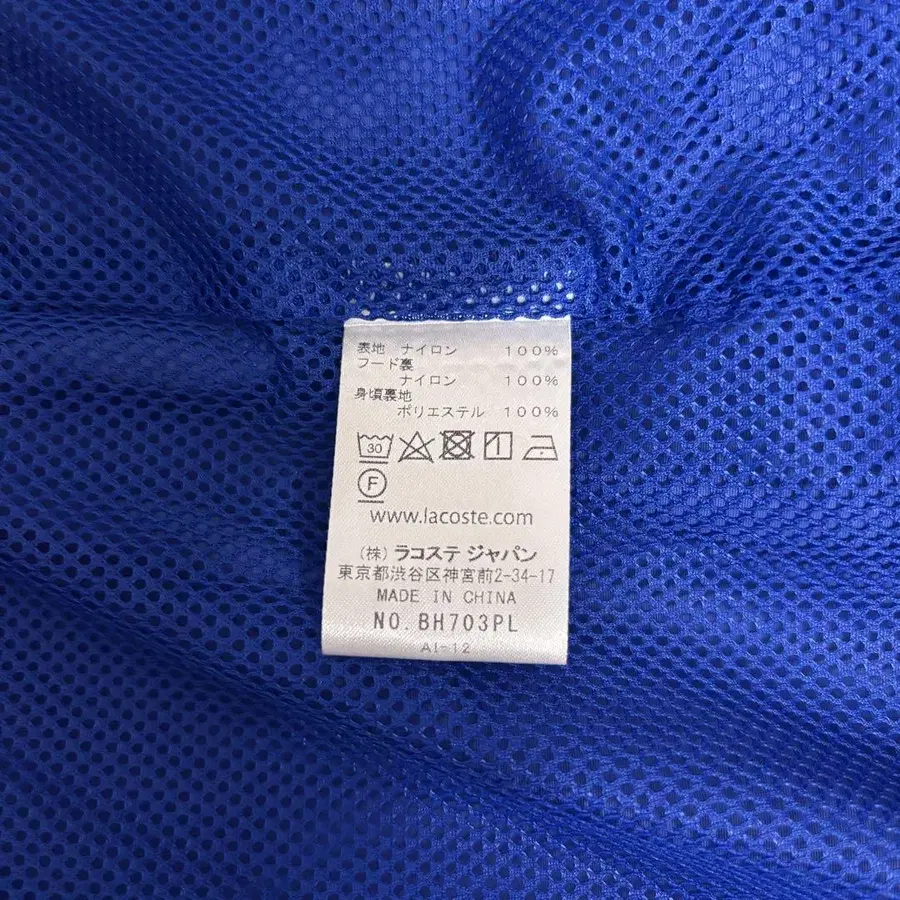 表地 ナイロン 100%
フード裏
ナイロン 100%
身頃裏地
ポリエステル 100%
30
F
www.lacoste.com
(株) ラコステ ジャパン
東京都渋谷区神宮前2-34-17
MADE IN CHINA
NO. BH703PL
AI-12